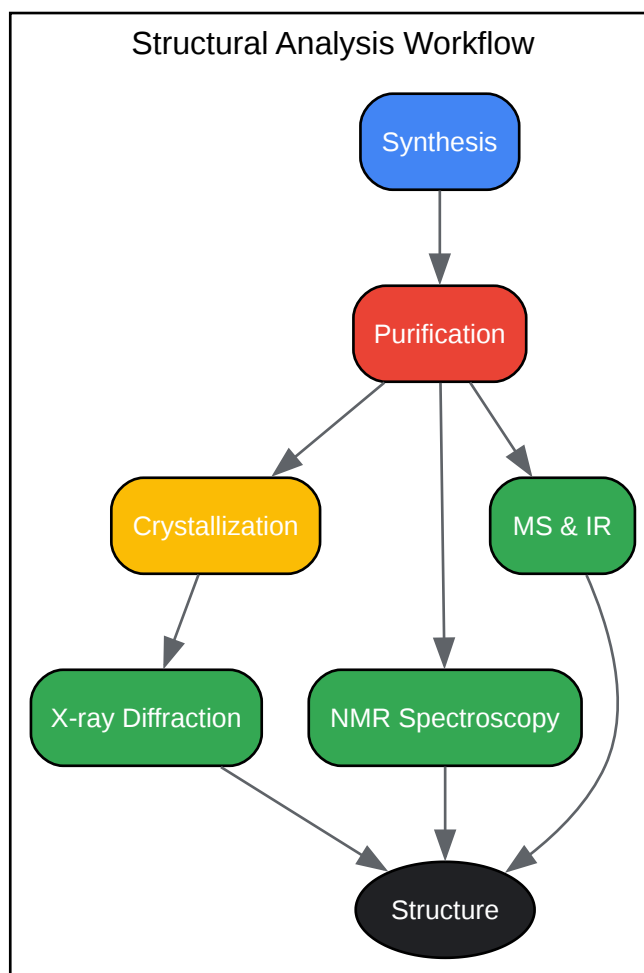 Structural Analysis Workflow
Synthesis
Purification
Crystallization
MS & IR
X-ray Diffraction
NMR Spectroscopy
Structure